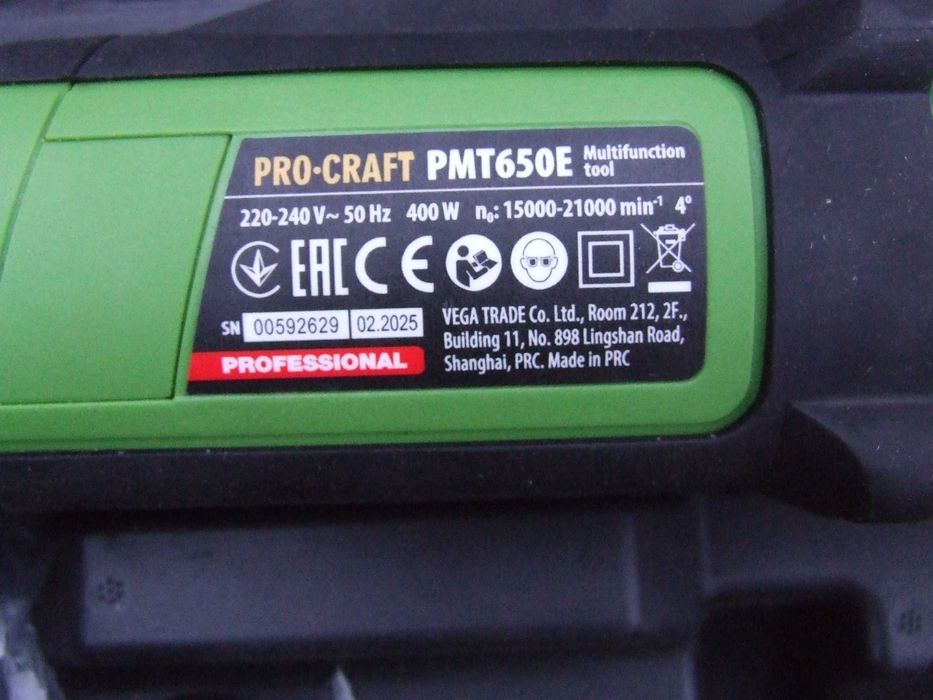 PRO·CRAFT PMT650E Multifunction tool
220-240 V~ 50 Hz 400 W n₀: 15000-21000 min⁻¹ 4°
EAC CE
SN 00592629 02.2025
PROFESSIONAL
VEGA TRADE Co. Ltd., Room 212, 2F.,
Building 11, No. 898 Lingshan Road,
Shanghai, PRC. Made in PRC